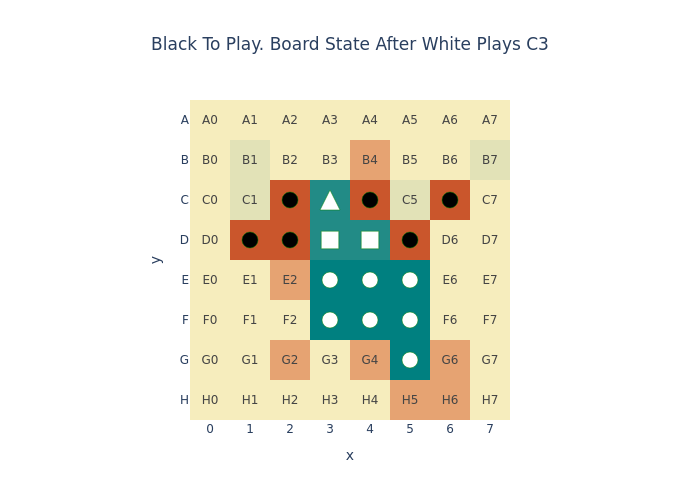 Black To Play. Board State After White Plays C3
A A0 A1 A2 A3 A4 A5 A6 A7
B B0 B1 B2 B3 B4 B5 B6 B7
C C0 C1 C5 C7
D D0 D6 D7
y
E E0 E1 E2 E6 E7
F F0 F1 F2 F6 F7
G G0 G1 G2 G3 G4 G6 G7
H H0 H1 H2 H3 H4 H5 H6 H7
0 1 2 3 4 5 6 7
x